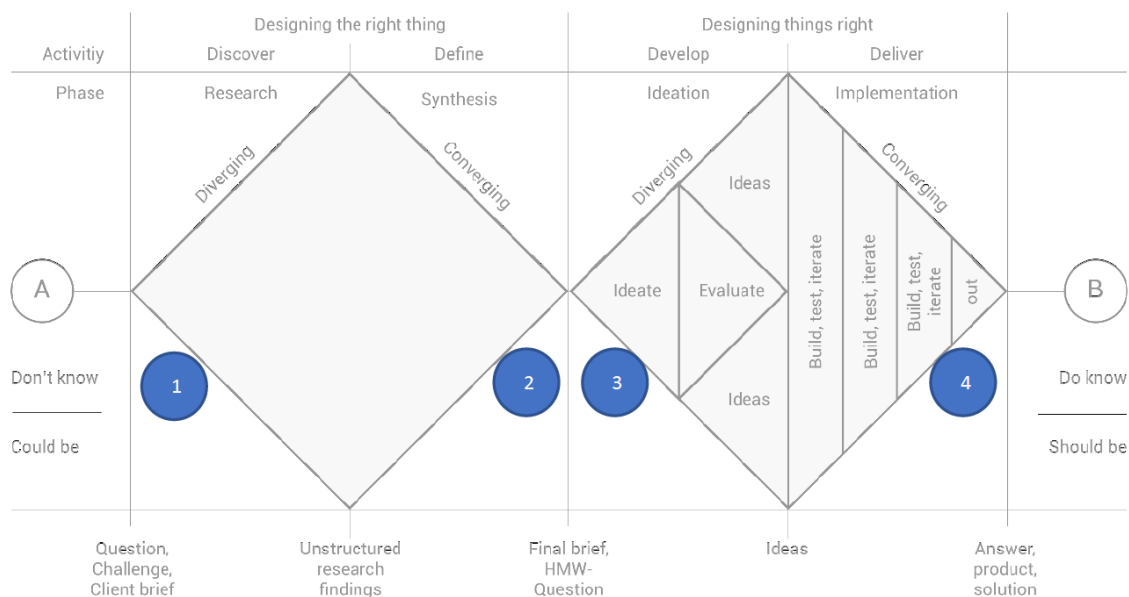 Designing the right thing
Designing things right
Activitiy
Discover
Define
Develop
Deliver
Phase
Research
Synthesis
Ideation
Implementation
Diverging
Converging
Diverging
Converging
Ideas
A
Ideate
Evaluate
Build, test, iterate
Build, test, iterate
Build, test,
iterate
out
B
Don't know
Could be
1
2
3
Ideas
4
Do know
Should be
Question,
Challenge,
Client brief
Unstructured
research
findings
Final brief,
HMW-
Question
Ideas
Answer,
product,
solution